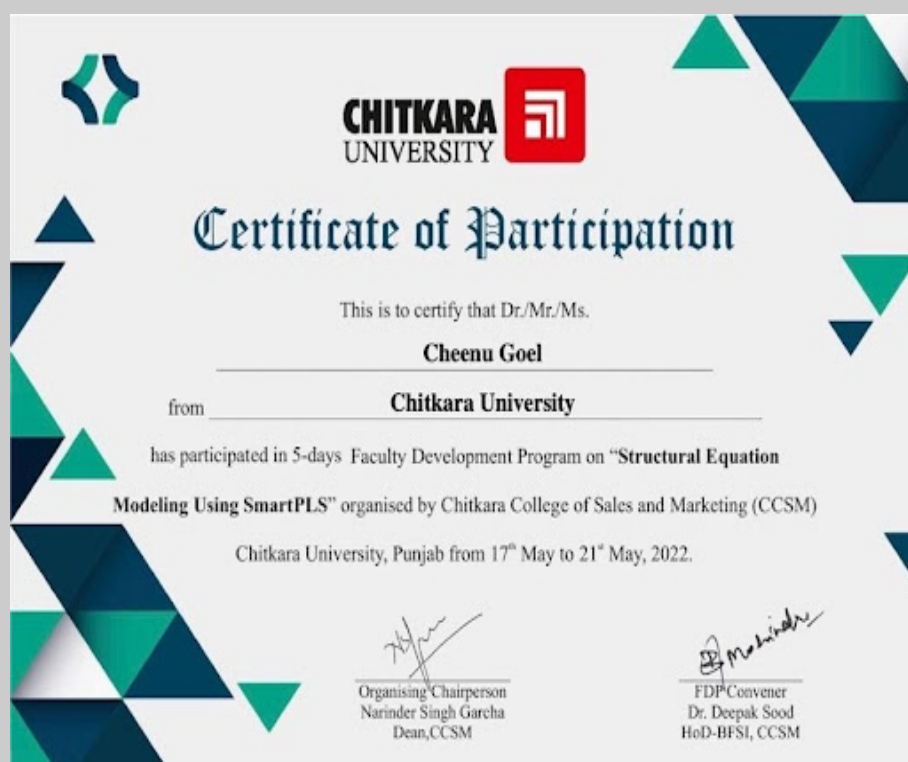 CHITKARA
UNIVERSITY
Certificate of Participation
This is to certify that Dr./Mr./Ms.
Cheenu Goel
from Chitkara University
has participated in 5-days Faculty Development Program on “Structural Equation
Modeling Using SmartPLS” organised by Chitkara College of Sales and Marketing (CCSM)
Chitkara University, Punjab from 17th May to 21st May, 2022.
Organising Chairperson
Narinder Singh Garcha
Dean,CCSM
FDP Convener
Dr. Deepak Sood
HoD-BFSI, CCSM